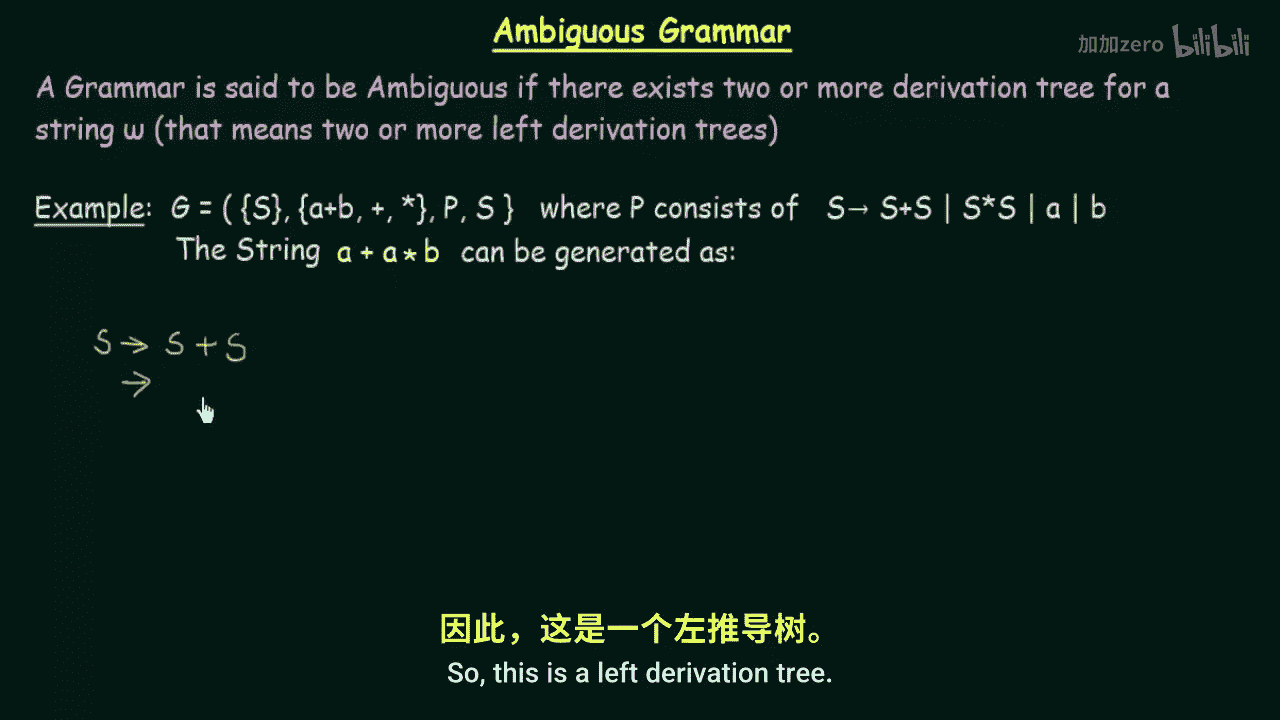 Ambiguous Grammar
加加zero bilibili
A Grammar is said to be Ambiguous if there exists two or more derivation tree for a
string w (that means two or more left derivation trees)
Example: G = ( {S}, {a+b, +, *}, P, S } where P consists of S→ S+S | S*S | a | b
The String a + a * b can be generated as:
S → S + S
→
因此，这是一个左推导树。
So, this is a left derivation tree.